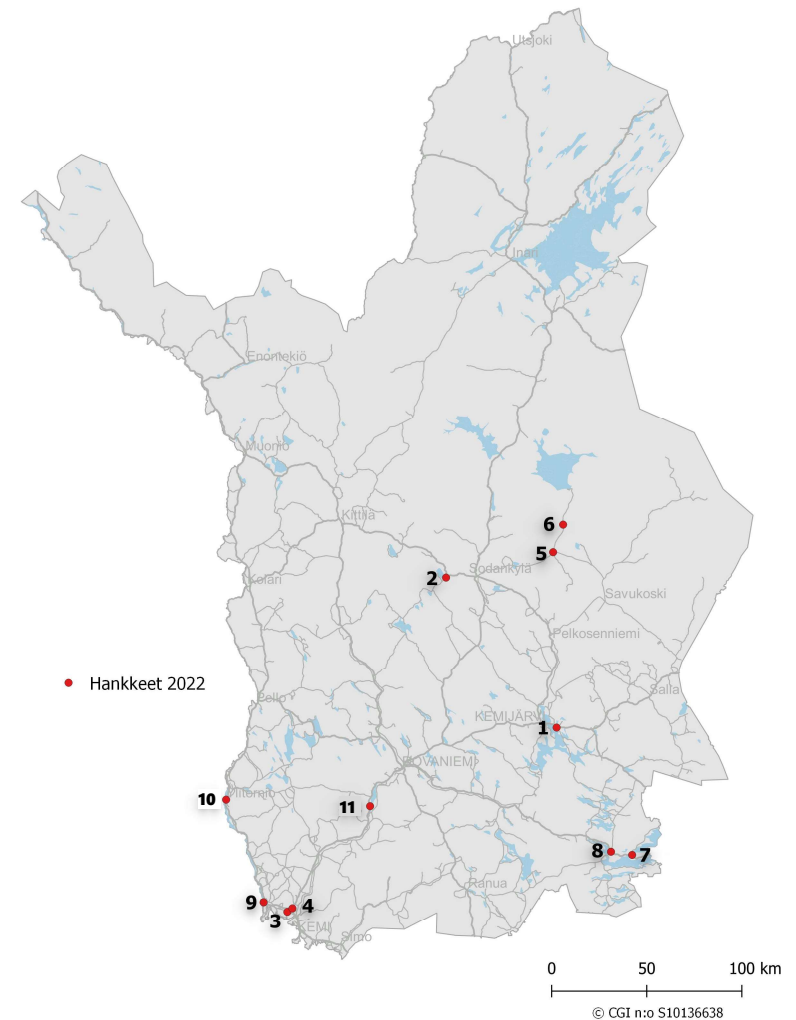 Utsjoki
Inari
Enontekiö
Muonio
Kittilä
6
5
Sodankylä
2
Kolari
Savukoski
Pelkosenniemi
Hankkeet 2022
Salla
Pello
KEMIJÄRVI
1
ROVANIEMI
10
Ylitornio
11
8
7
Ranua
9
4
3
KEMI
Simo
0 50 100 km
© CGI n:o S10136638